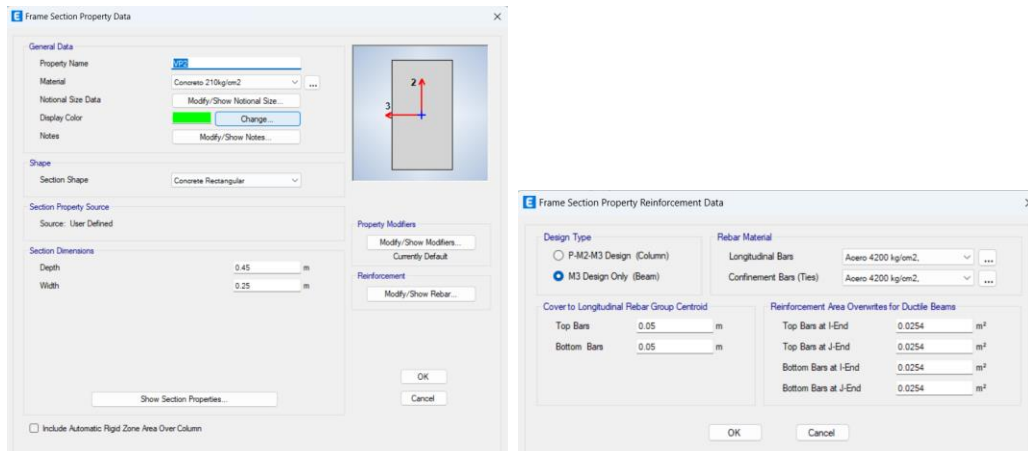 E Frame Section Property Data
General Data
Property Name VP2
Material Concreto 210kg/cm2 ...
Notional Size Data Modify/Show Notional Size...
Display Color Change...
Notes Modify/Show Notes...
2
3
Shape
Section Shape Concrete Rectangular
Section Property Source
Source: User Defined
Property Modifiers
Modify/Show Modifiers...
Currently Default
Section Dimensions
Depth 0.45 m
Width 0.25 m
Reinforcement
Modify/Show Rebar...
OK
Show Section Properties... Cancel
Include Automatic Rigid Zone Area Over Column
E Frame Section Property Reinforcement Data
Design Type
P-M2-M3 Design (Column)
M3 Design Only (Beam)
Rebar Material
Longitudinal Bars Acero 4200 kg/cm2, ...
Confinement Bars (Ties) Acero 4200 kg/cm2, ...
Cover to Longitudinal Rebar Group Centroid
Top Bars 0.05 m
Bottom Bars 0.05 m
Reinforcement Area Overwrites for Ductile Beams
Top Bars at I-End 0.0254 m²
Top Bars at J-End 0.0254 m²
Bottom Bars at I-End 0.0254 m²
Bottom Bars at J-End 0.0254 m²
OK Cancel